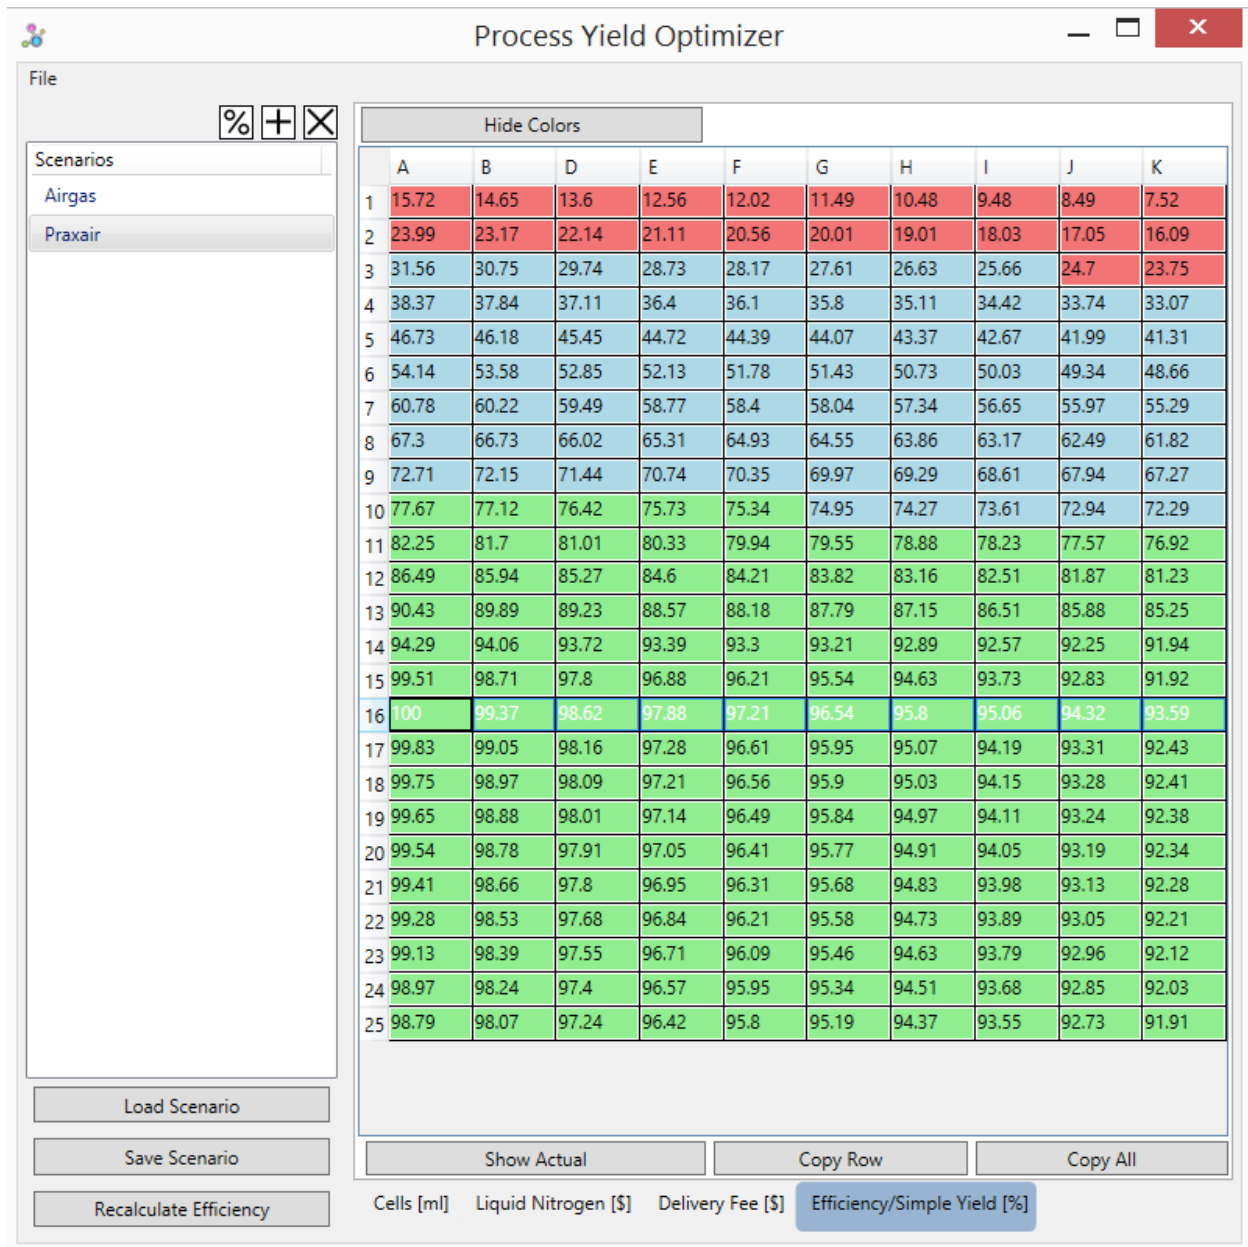 Process Yield Optimizer
File
Hide Colors
Scenarios
Airgas
Praxair
A B D E F G H I J K
1 15.72 14.65 13.6 12.56 12.02 11.49 10.48 9.48 8.49 7.52
2 23.99 23.17 22.14 21.11 20.56 20.01 19.01 18.03 17.05 16.09
3 31.56 30.75 29.74 28.73 28.17 27.61 26.63 25.66 24.7 23.75
4 38.37 37.84 37.11 36.4 36.1 35.8 35.11 34.42 33.74 33.07
5 46.73 46.18 45.45 44.72 44.39 44.07 43.37 42.67 41.99 41.31
6 54.14 53.58 52.85 52.13 51.78 51.43 50.73 50.03 49.34 48.66
7 60.78 60.22 59.49 58.77 58.4 58.04 57.34 56.65 55.97 55.29
8 67.3 66.73 66.02 65.31 64.93 64.55 63.86 63.17 62.49 61.82
9 72.71 72.15 71.44 70.74 70.35 69.97 69.29 68.61 67.94 67.27
10 77.67 77.12 76.42 75.73 75.34 74.95 74.27 73.61 72.94 72.29
11 82.25 81.7 81.01 80.33 79.94 79.55 78.88 78.23 77.57 76.92
12 86.49 85.94 85.27 84.6 84.21 83.82 83.16 82.51 81.87 81.23
13 90.43 89.89 89.23 88.57 88.18 87.79 87.15 86.51 85.88 85.25
14 94.29 94.06 93.72 93.39 93.3 93.21 92.89 92.57 92.25 91.94
15 99.51 98.71 97.8 96.88 96.21 95.54 94.63 93.73 92.83 91.92
16 100 99.37 98.62 97.88 97.21 96.54 95.8 95.06 94.32 93.59
17 99.83 99.05 98.16 97.28 96.61 95.95 95.07 94.19 93.31 92.43
18 99.75 98.97 98.09 97.21 96.56 95.9 95.03 94.15 93.28 92.41
19 99.65 98.88 98.01 97.14 96.49 95.84 94.97 94.11 93.24 92.38
20 99.54 98.78 97.91 97.05 96.41 95.77 94.91 94.05 93.19 92.34
21 99.41 98.66 97.8 96.95 96.31 95.68 94.83 93.98 93.13 92.28
22 99.28 98.53 97.68 96.84 96.21 95.58 94.73 93.89 93.05 92.21
23 99.13 98.39 97.55 96.71 96.09 95.46 94.63 93.79 92.96 92.12
24 98.97 98.24 97.4 96.57 95.95 95.34 94.51 93.68 92.85 92.03
25 98.79 98.07 97.24 96.42 95.8 95.19 94.37 93.55 92.73 91.91
Load Scenario
Save Scenario
Recalculate Efficiency
Show Actual Copy Row Copy All
Cells [ml] Liquid Nitrogen [$] Delivery Fee [$] Efficiency/Simple Yield [%]